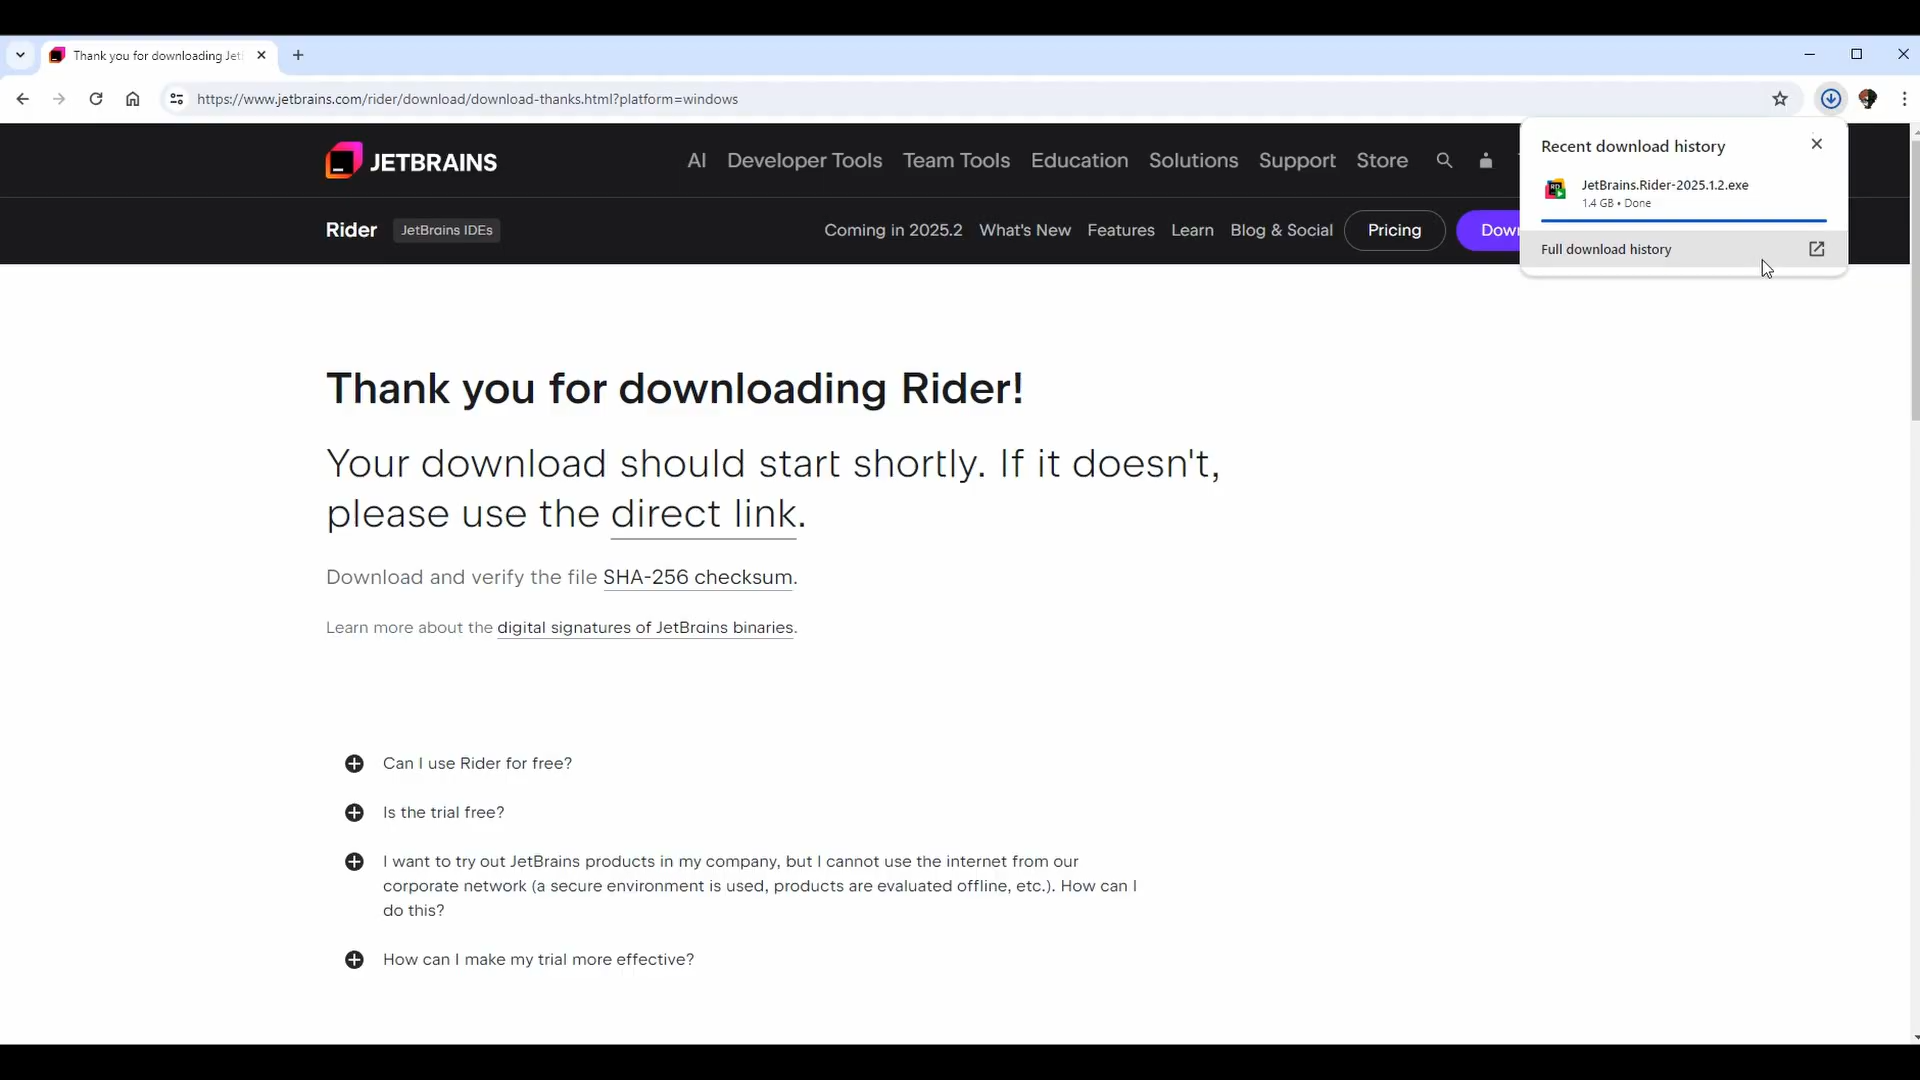 Thank you for downloading Jet
https://www.jetbrains.com/rider/download/download-thanks.html?platform=windows
Recent download history
JetBrains.Rider-2025.1.2.exe
1.4 GB • Done
Full download history
JETBRAINS
AI Developer Tools Team Tools Education Solutions Support Store
Rider JetBrains IDEs Coming in 2025.2 What's New Features Learn Blog & Social Pricing Down
Thank you for downloading Rider!
Your download should start shortly. If it doesn't,
please use the direct link.
Download and verify the file SHA-256 checksum.
Learn more about the digital signatures of JetBrains binaries.
Can I use Rider for free?
Is the trial free?
I want to try out JetBrains products in my company, but I cannot use the internet from our
corporate network (a secure environment is used, products are evaluated offline, etc.). How can I
do this?
How can I make my trial more effective?